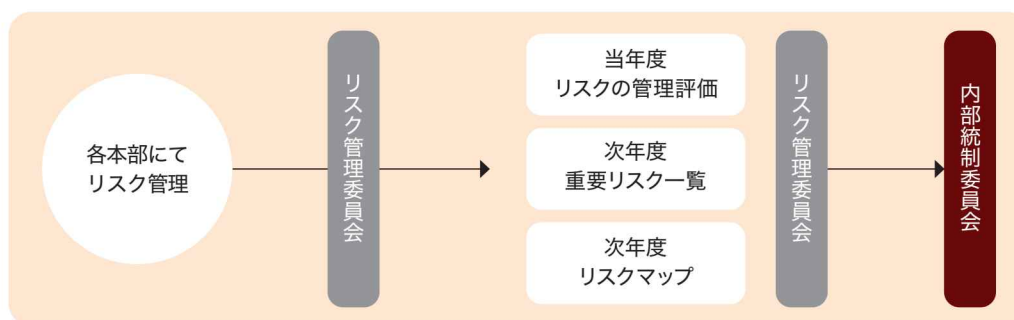 各本部にて
リスク管理
リスク管理委員会
当年度
リスクの管理評価
次年度
重要リスク一覧
次年度
リスクマップ
リスク管理委員会
内部統制委員会